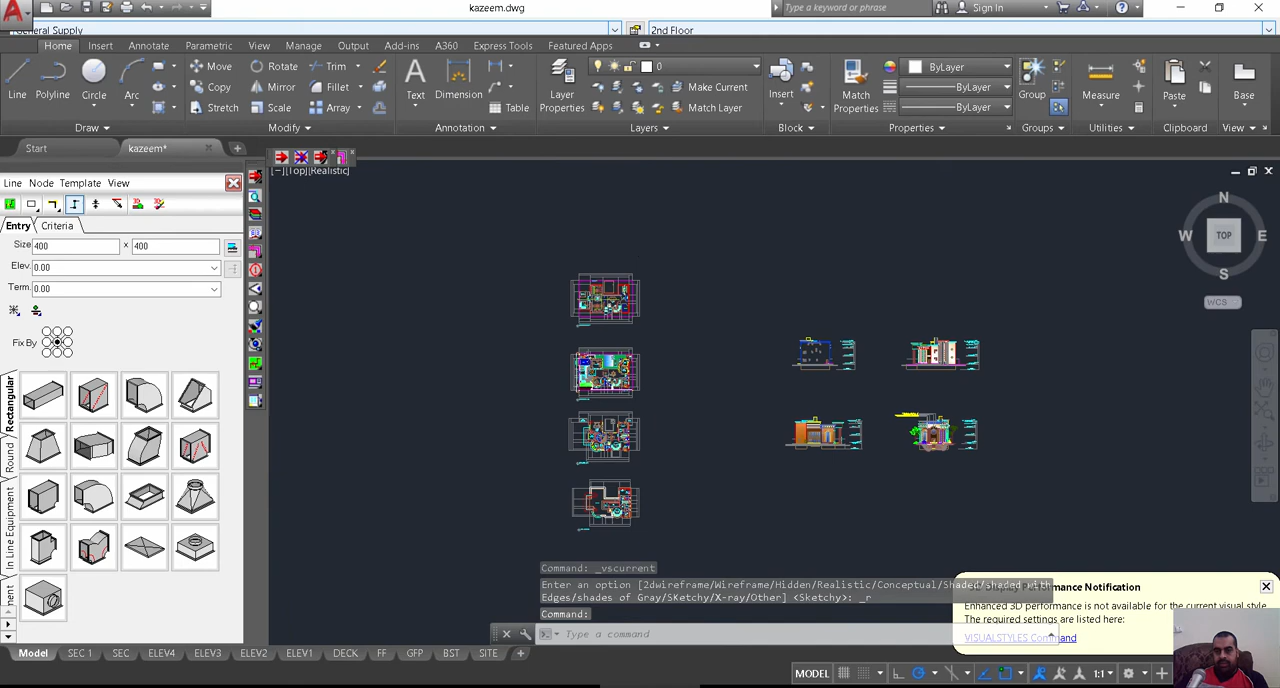 kazeem.dwg
Type a keyword or phrase
Sign In
General Supply
2nd Floor
Home Insert Annotate Parametric View Manage Output Add-ins A360 Express Tools Featured Apps
Line Polyline Circle Arc
Move Rotate Trim
Copy Mirror Fillet
Stretch Scale Array
Text Dimension Table
Layer Properties
0
Make Current
Match Layer
Insert
Match Properties
ByLayer
ByLayer
ByLayer
Group Measure Paste Base
Draw Modify Annotation Layers Block Properties Groups Utilities Clipboard View
Start kazeem*
[−][Top][Realistic]
Line Node Template View
Entry Criteria
Size 400 x 400
Elev. 0.00
Term. 0.00
Fix By
Rectangular
Round
In Line Equipment
N
W TOP E
S
WCS
Command: _vscurrent
Enter an option [2dwireframe/Wireframe/Hidden/Realistic/Conceptual/Shaded/shaded with
Edges/shades of Gray/SKetchy/X-ray/Other] <Sketchy>: _r
Command:
Type a command
Display Performance Notification
Enhanced 3D performance is not available for the current visual style.
The required settings are listed here:
VISUALSTYLES Command
Model SEC 1 SEC ELEV4 ELEV3 ELEV2 ELEV1 DECK FF GFP BST SITE
MODEL 1:1